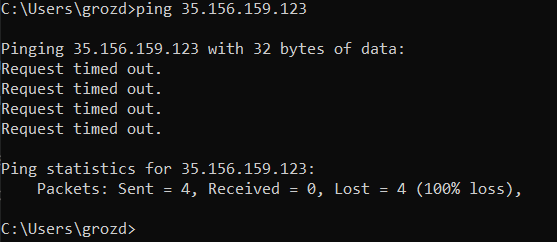 C:\Users\grozd>ping 35.156.159.123
Pinging 35.156.159.123 with 32 bytes of data:
Request timed out.
Request timed out.
Request timed out.
Request timed out.
Ping statistics for 35.156.159.123:
    Packets: Sent = 4, Received = 0, Lost = 4 (100% loss),
C:\Users\grozd>